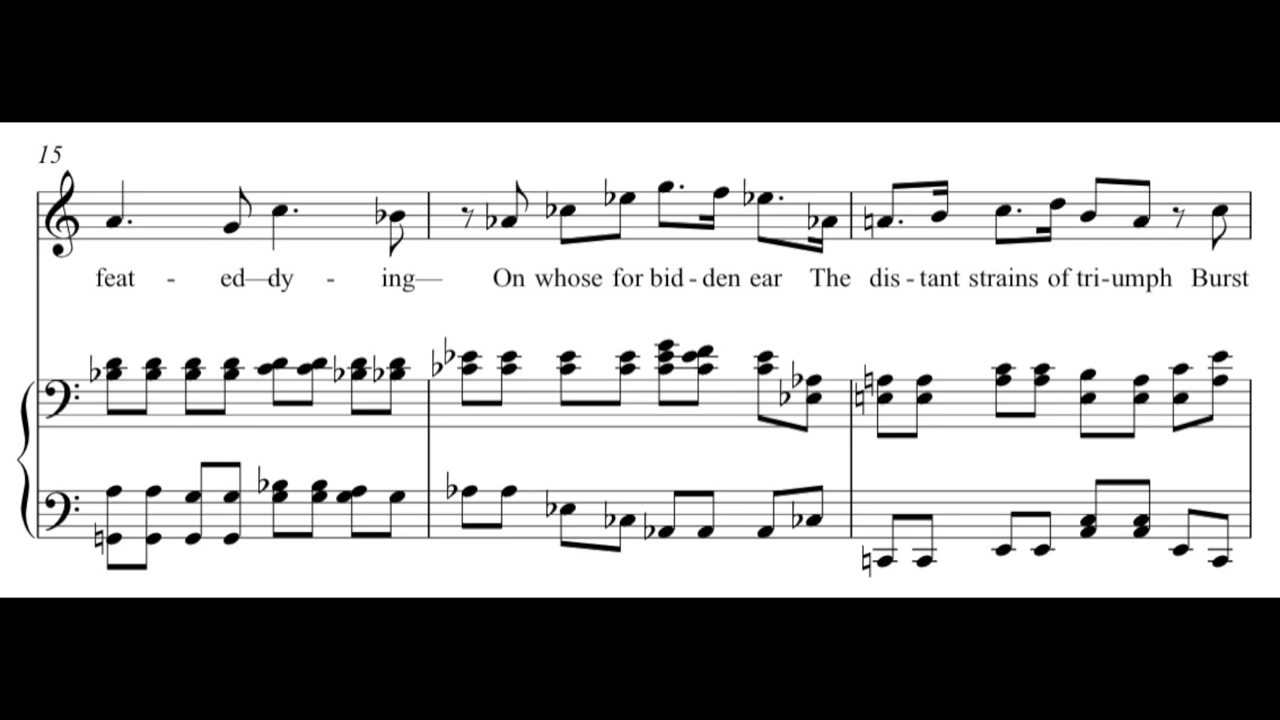 15
feat - ed—dy - ing— On whose for bid - den ear The dis - tant strains of tri - umph Burst